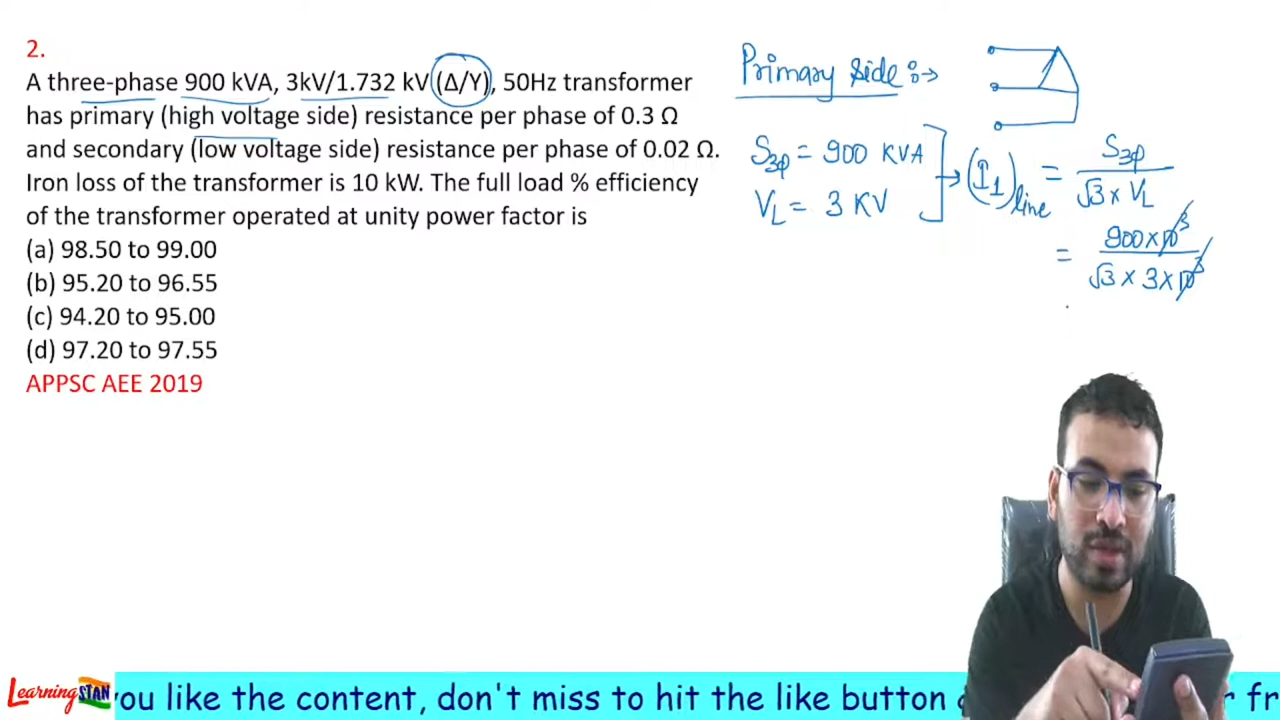 2.
A three-phase 900 kVA, 3kV/1.732 kV (Δ/Y), 50Hz transformer
has primary (high voltage side) resistance per phase of 0.3 Ω
and secondary (low voltage side) resistance per phase of 0.02 Ω.
Iron loss of the transformer is 10 kW. The full load % efficiency
of the transformer operated at unity power factor is
(a) 98.50 to 99.00
(b) 95.20 to 96.55
(c) 94.20 to 95.00
(d) 97.20 to 97.55
APPSC AEE 2019
Primary Side :→
S3φ = 900 KVA
VL = 3 KV
→ (I1)line = S3φ / √3 × VL
= 900×10³ / √3 × 3×10³
Learning STAN
you like the content, don't miss to hit the like button